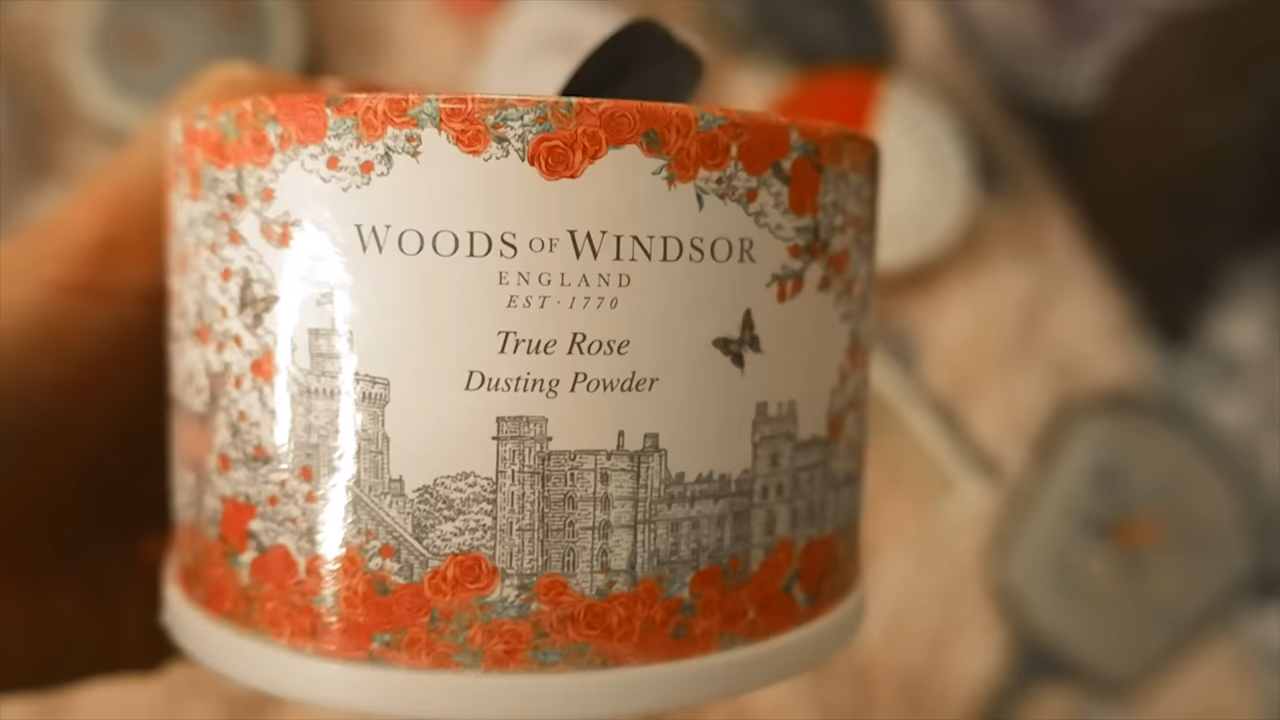 WOODS OF WINDSOR
ENGLAND
EST·1770
True Rose
Dusting Powder